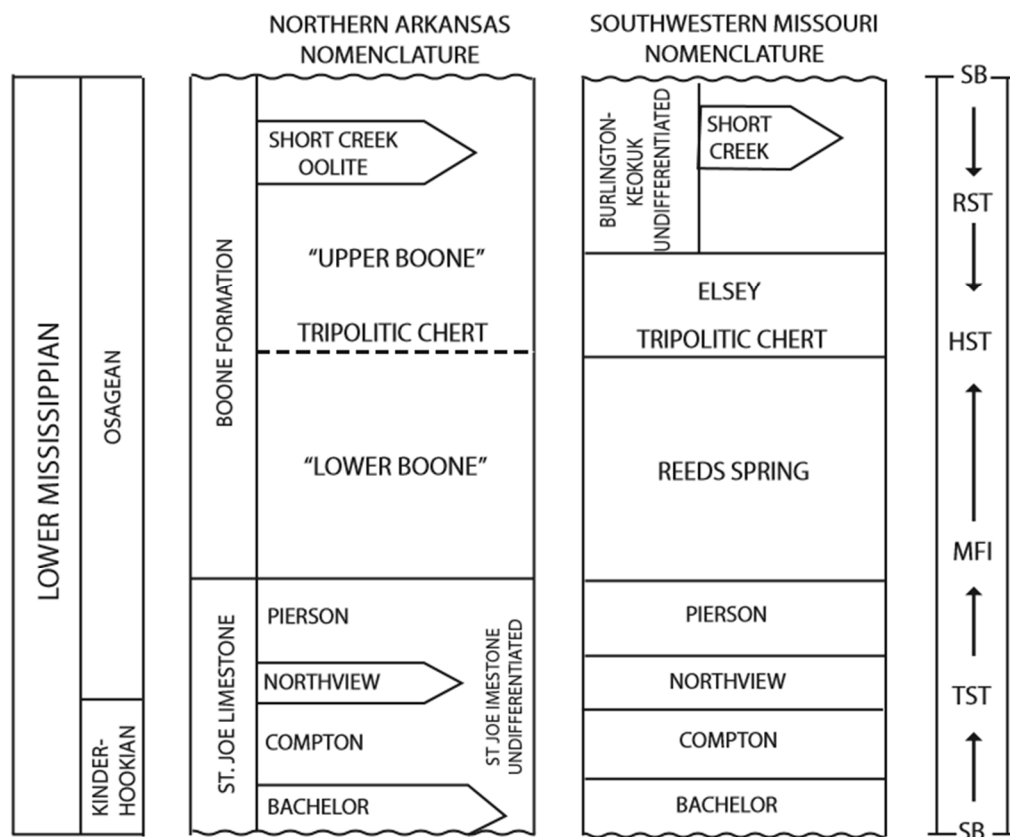 NORTHERN ARKANSAS
NOMENCLATURE
SOUTHWESTERN MISSOURI
NOMENCLATURE
LOWER MISSISSIPPIAN
OSAGEAN
KINDER-
HOOKIAN
BOONE FORMATION
SHORT CREEK
OOLITE
“UPPER BOONE”
TRIPOLITIC CHERT
“LOWER BOONE”
ST. JOE LIMESTONE
PIERSON
NORTHVIEW
COMPTON
BACHELOR
ST JOE IMESTONE
UNDIFFERENTIATED
BURLINGTON-
KEOKUK
UNDIFFERENTIATED
SHORT
CREEK
ELSEY
TRIPOLITIC CHERT
REEDS SPRING
PIERSON
NORTHVIEW
COMPTON
BACHELOR
SB
RST
HST
MFI
TST
SB